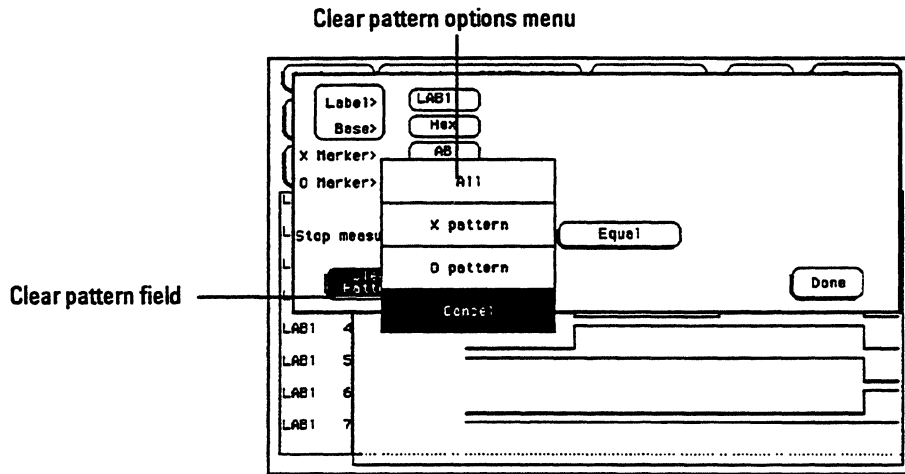 Clear pattern options menu
Label>
LAB1
Base>
Hex
X Marker>
AB
O Marker>
All
X pattern
Stop measu
Equal
O pattern
Clear pattern field
Done
Cancel
LAB1 4
LAB1 5
LAB1 6
LAB1 7